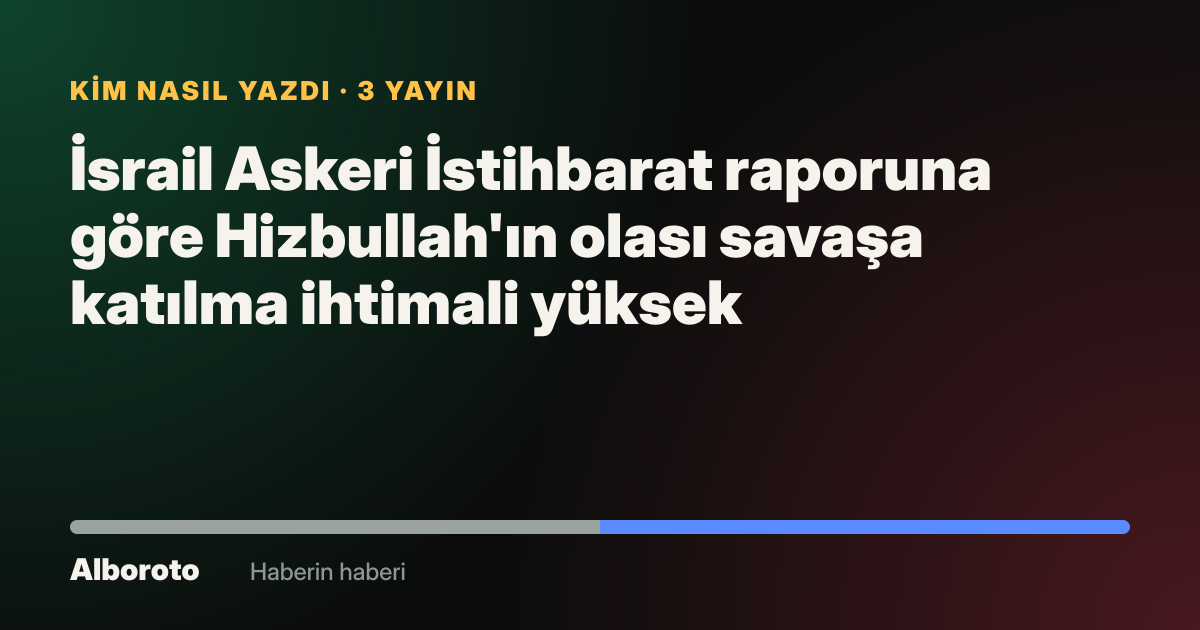 KİM NASIL YAZDI · 3 YAYIN
İsrail Askeri İstihbarat raporuna
göre Hizbullah'ın olası savaşa
katılma ihtimali yüksek
Alboroto
Haberin haberi